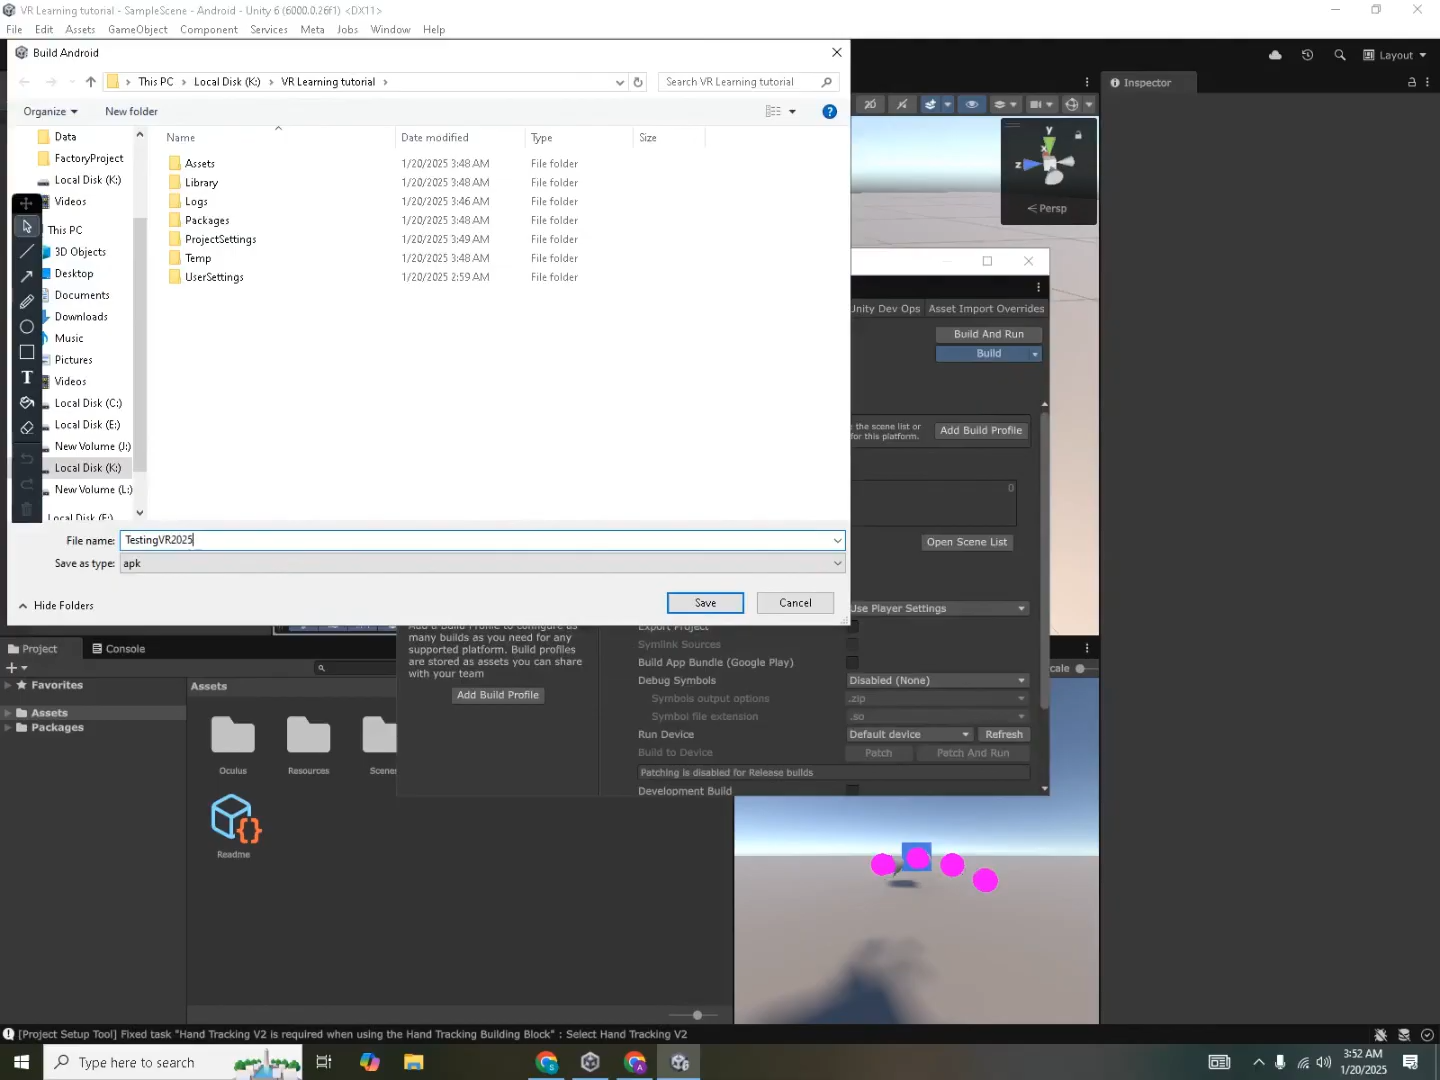 VR Learning tutorial - SampleScene - Android - Unity 6 (6000.0.26f1) <DX11>
File Edit Assets GameObject Component Services Meta Jobs Window Help
Build Android
Layout
This PC > Local Disk (K:) > VR Learning tutorial >
Search VR Learning tutorial
Inspector
Organize
New folder
Name
Date modified
Type
Size
Data
FactoryProject
Local Disk (K:)
Videos
This PC
3D Objects
Desktop
Documents
Downloads
Music
Pictures
Videos
Local Disk (C:)
Local Disk (E:)
New Volume (J:)
Local Disk (K:)
New Volume (L:)
Local Disk (F:)
Assets 1/20/2025 3:48 AM File folder
Library 1/20/2025 3:48 AM File folder
Logs 1/20/2025 3:46 AM File folder
Packages 1/20/2025 3:48 AM File folder
ProjectSettings 1/20/2025 3:49 AM File folder
Temp 1/20/2025 3:48 AM File folder
UserSettings 1/20/2025 2:59 AM File folder
T
File name: TestingVR2025
Save as type: apk
Hide Folders
Save
Cancel
2D
y
x
z
< Persp
Unity Dev Ops
Asset Import Overrides
Build And Run
Build
the scene list or
for this platform.
Add Build Profile
0
Open Scene List
Use Player Settings
Add a Build Profile to configure as
many builds as you need for any
supported platform. Build profiles
are stored as assets you can share
with your team
Add Build Profile
Export Project
Symlink Sources
Build App Bundle (Google Play)
Debug Symbols Disabled (None)
Symbols output options .zip
Symbol file extension .so
Run Device Default device Refresh
Build to Device Patch Patch And Run
Patching is disabled for Release builds
Development Build
cale
Project
Console
Favorites
Assets
Packages
Assets
Oculus
Resources
Scenes
Readme
[Project Setup Tool] Fixed task "Hand Tracking V2 is required when using the Hand Tracking Building Block" : Select Hand Tracking V2
Type here to search
3:52 AM
1/20/2025